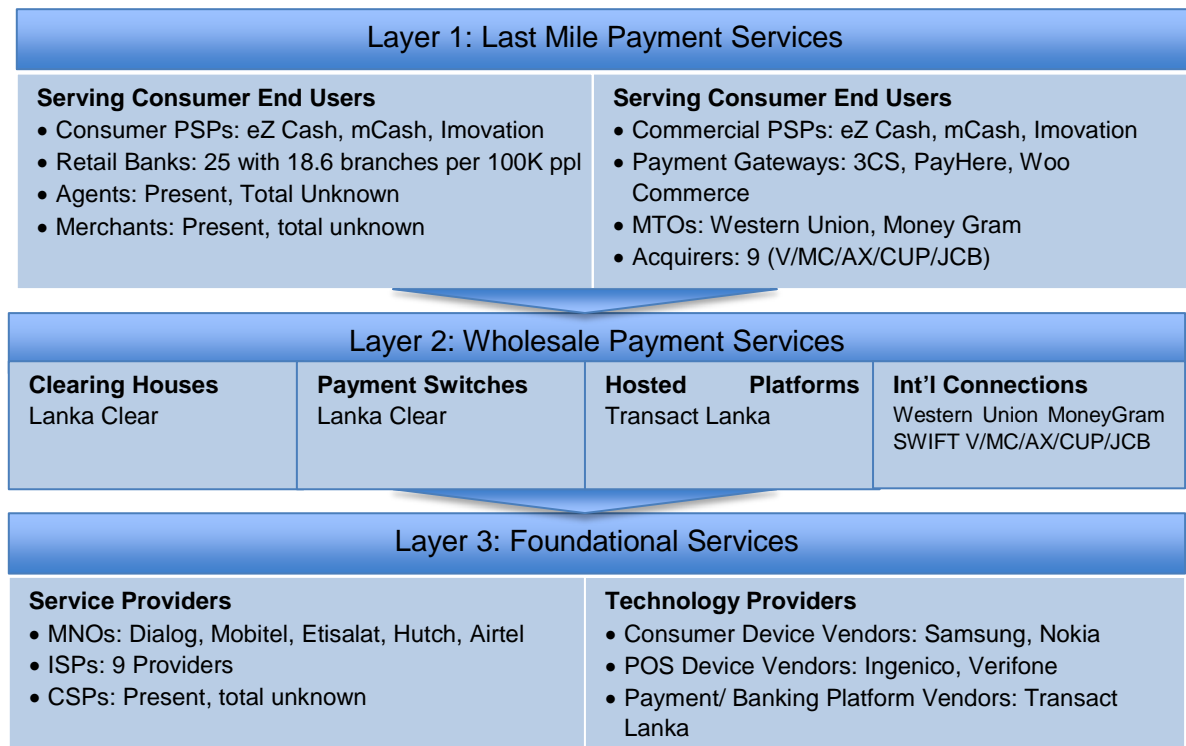 Layer 1: Last Mile Payment Services
Serving Consumer End Users
• Consumer PSPs: eZ Cash, mCash, Imovation
• Retail Banks: 25 with 18.6 branches per 100K ppl
• Agents: Present, Total Unknown
• Merchants: Present, total unknown
Serving Consumer End Users
• Commercial PSPs: eZ Cash, mCash, Imovation
• Payment Gateways: 3CS, PayHere, Woo
Commerce
• MTOs: Western Union, Money Gram
• Acquirers: 9 (V/MC/AX/CUP/JCB)
Layer 2: Wholesale Payment Services
Clearing Houses
Lanka Clear
Payment Switches
Lanka Clear
Hosted Platforms
Transact Lanka
Int’l Connections
Western Union MoneyGram
SWIFT V/MC/AX/CUP/JCB
Layer 3: Foundational Services
Service Providers
• MNOs: Dialog, Mobitel, Etisalat, Hutch, Airtel
• ISPs: 9 Providers
• CSPs: Present, total unknown
Technology Providers
• Consumer Device Vendors: Samsung, Nokia
• POS Device Vendors: Ingenico, Verifone
• Payment/ Banking Platform Vendors: Transact
Lanka